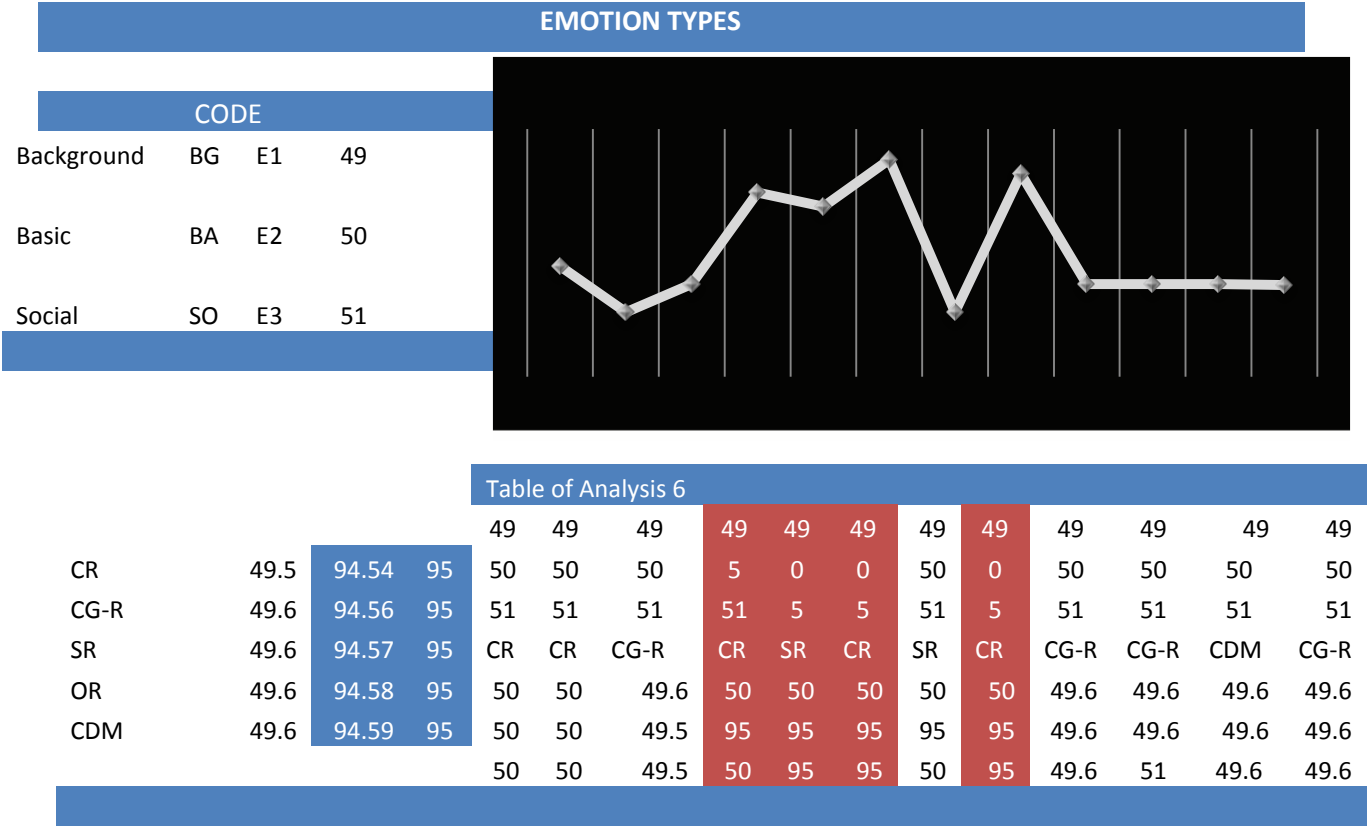 EMOTION TYPES
CODE
Background BG E1 49
Basic BA E2 50
Social SO E3 51
Table of Analysis 6
49 49 49 49 49 49 49 49 49 49 49 49
CR 49.5 94.54 95 50 50 50 5 0 0 50 0 50 50 50 50
CG-R 49.6 94.56 95 51 51 51 51 5 5 51 5 51 51 51 51
SR 49.6 94.57 95 CR CR CG-R CR SR CR SR CR CG-R CG-R CDM CG-R
OR 49.6 94.58 95 50 50 49.6 50 50 50 50 50 49.6 49.6 49.6 49.6
CDM 49.6 94.59 95 50 50 49.5 95 95 95 95 95 49.6 49.6 49.6 49.6
50 50 49.5 50 95 95 50 95 49.6 51 49.6 49.6